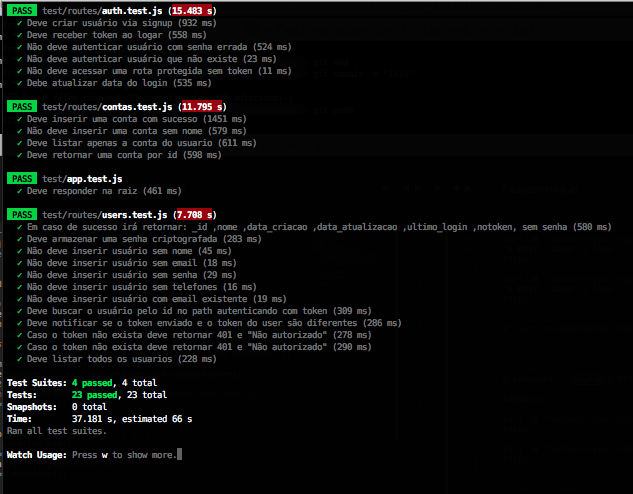 PASS test/routes/auth.test.js (15.483 s)
✓ Deve criar usuário via signup (932 ms)
✓ Deve receber token ao logar (558 ms)
✓ Não deve autenticar usuário com senha errada (524 ms)
✓ Não deve autenticar usuário que não existe (23 ms)
✓ Não deve acessar uma rota protegida sem token (11 ms)
✓ Debe atualizar data do login (535 ms)
PASS test/routes/contas.test.js (11.795 s)
✓ Deve inserir uma conta com sucesso (1451 ms)
✓ Não deve inserir uma conta sem nome (579 ms)
✓ Deve listar apenas a conta do usuario (611 ms)
✓ Deve retornar uma conta por id (598 ms)
PASS test/app.test.js
✓ Deve responder na raiz (461 ms)
PASS test/routes/users.test.js (7.708 s)
✓ Em caso de sucesso irá retornar: _id ,nome ,data_criacao ,data_atualizacao ,ultimo_login ,notoken, sem senha (580 ms)
✓ Deve armazenar uma senha criptografada (283 ms)
✓ Não deve inserir usuário sem nome (45 ms)
✓ Não deve inserir usuário sem email (18 ms)
✓ Não deve inserir usuário sem senha (29 ms)
✓ Não deve inserir usuário sem telefones (16 ms)
✓ Não deve inserir usuário com email existente (19 ms)
✓ Deve buscar o usuário pelo id no path autenticando com token (309 ms)
✓ Deve notificar se o token enviado e o token do user são diferentes (286 ms)
✓ Caso o token não exista deve retornar 401 e "Não autorizado" (278 ms)
✓ Caso o token não exista deve retornar 401 e "Não autorizado" (290 ms)
✓ Deve listar todos os usuarios (228 ms)
Test Suites: 4 passed, 4 total
Tests: 23 passed, 23 total
Snapshots: 0 total
Time: 37.181 s, estimated 66 s
Ran all test suites.
Watch Usage: Press w to show more.